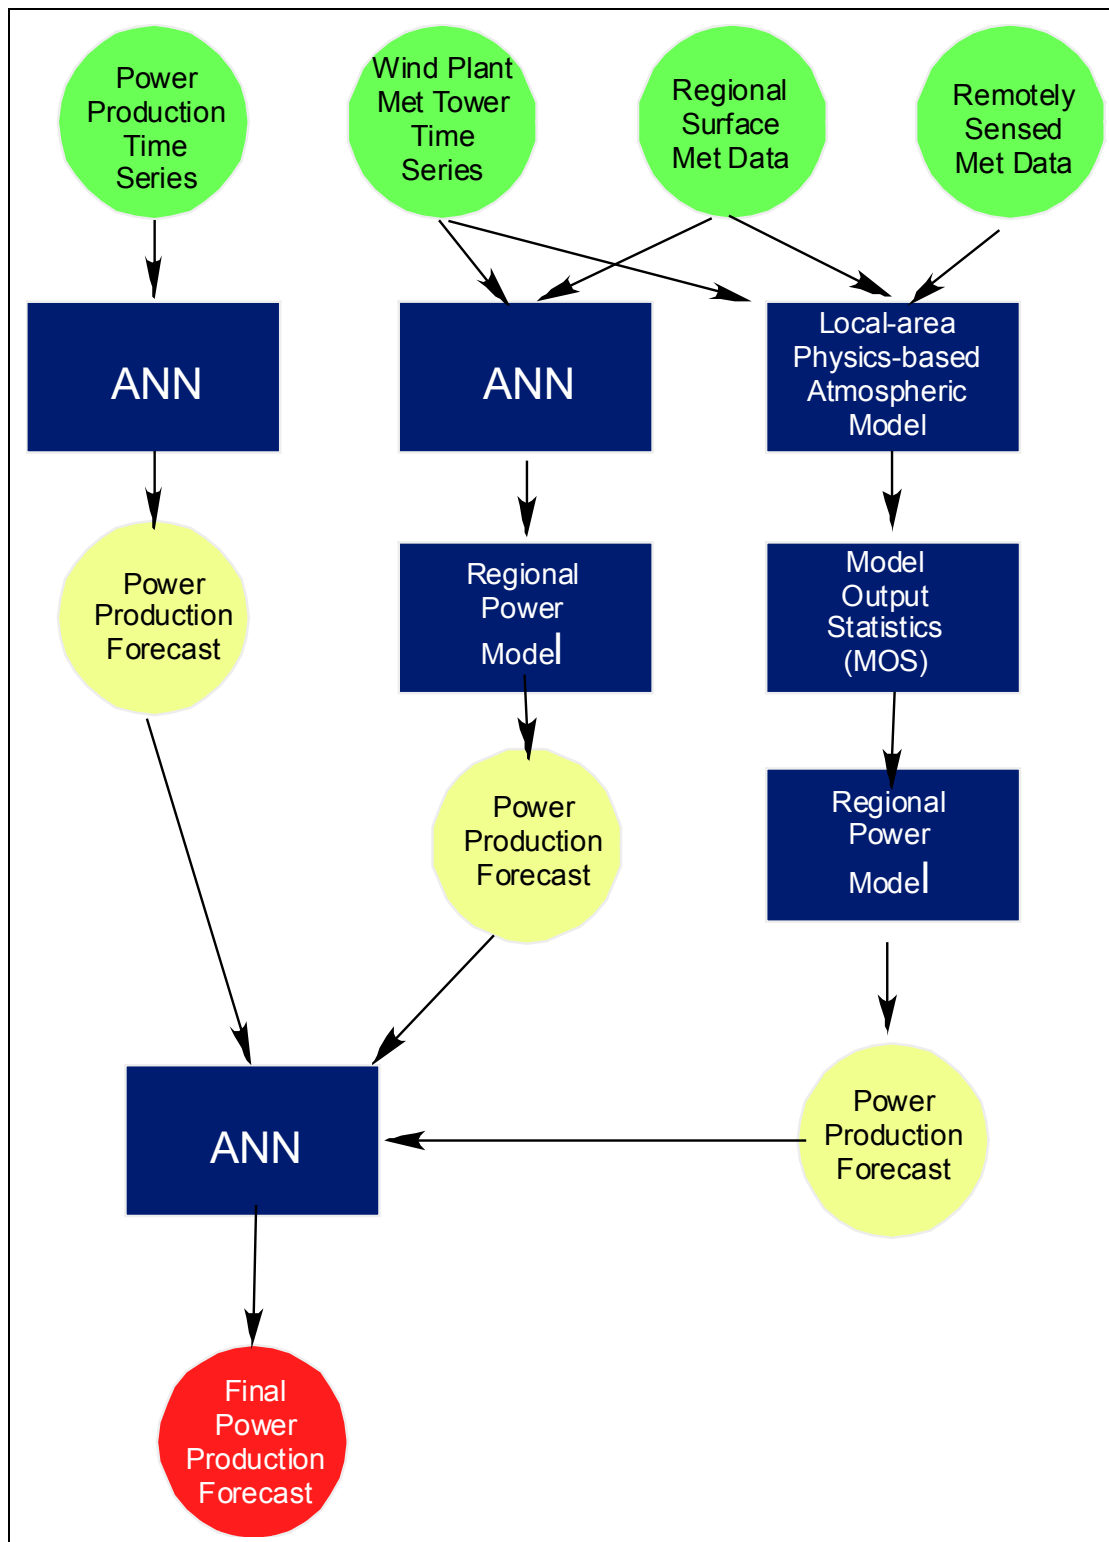 Power
Production
Time
Series
Wind Plant
Met Tower
Time
Series
Regional
Surface
Met Data
Remotely
Sensed
Met Data
ANN
ANN
Local-area
Physics-based
Atmospheric
Model
Power
Production
Forecast
Regional
Power
Model
Model
Output
Statistics
(MOS)
Power
Production
Forecast
Regional
Power
Model
ANN
Power
Production
Forecast
Final
Power
Production
Forecast